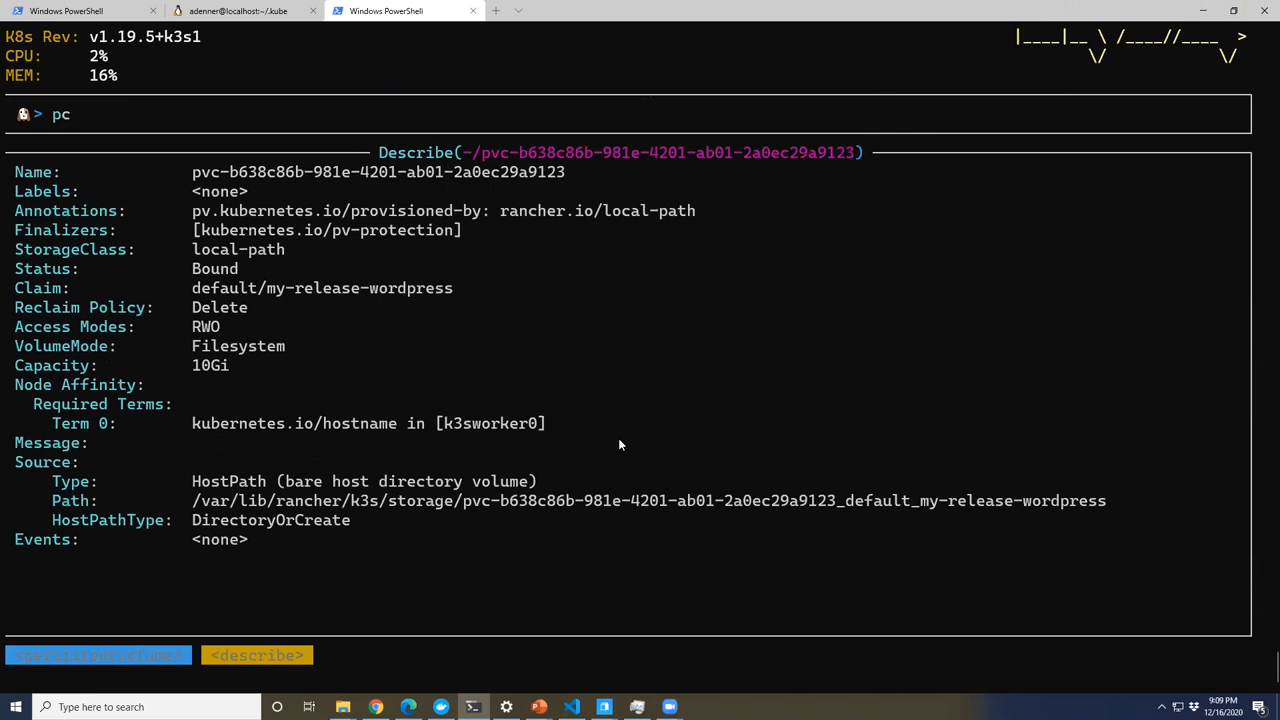 Windows PowerShell
adenner@localhost:~/.kube
Windows PowerShell
K8s Rev: v1.19.5+k3s1
CPU: 2%
MEM: 16%
> pc
Describe(-/pvc-b638c86b-981e-4201-ab01-2a0ec29a9123)
Name: pvc-b638c86b-981e-4201-ab01-2a0ec29a9123
Labels: <none>
Annotations: pv.kubernetes.io/provisioned-by: rancher.io/local-path
Finalizers: [kubernetes.io/pv-protection]
StorageClass: local-path
Status: Bound
Claim: default/my-release-wordpress
Reclaim Policy: Delete
Access Modes: RWO
VolumeMode: Filesystem
Capacity: 10Gi
Node Affinity:
Required Terms:
Term 0: kubernetes.io/hostname in [k3sworker0]
Message:
Source:
Type: HostPath (bare host directory volume)
Path: /var/lib/rancher/k3s/storage/pvc-b638c86b-981e-4201-ab01-2a0ec29a9123_default_my-release-wordpress
HostPathType: DirectoryOrCreate
Events: <none>
<persistentvolume> <describe>
Type here to search
9:09 PM
12/16/2020